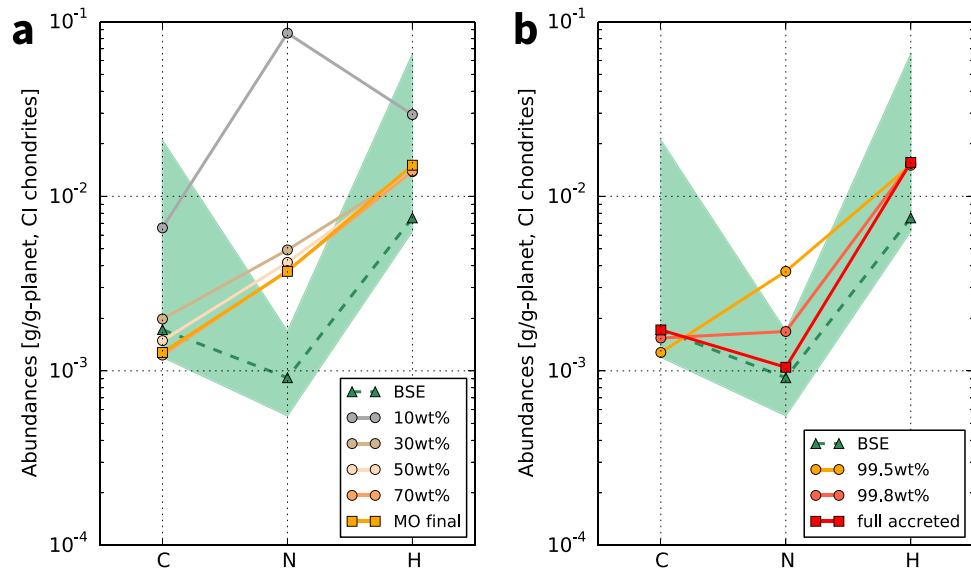 a
Abundances [g/g-planet, CI chondrites]
10^-1
10^-2
10^-3
10^-4
C N H
BSE
10wt%
30wt%
50wt%
70wt%
MO final
b
Abundances [g/g-planet, CI chondrites]
10^-1
10^-2
10^-3
10^-4
C N H
BSE
99.5wt%
99.8wt%
full accreted